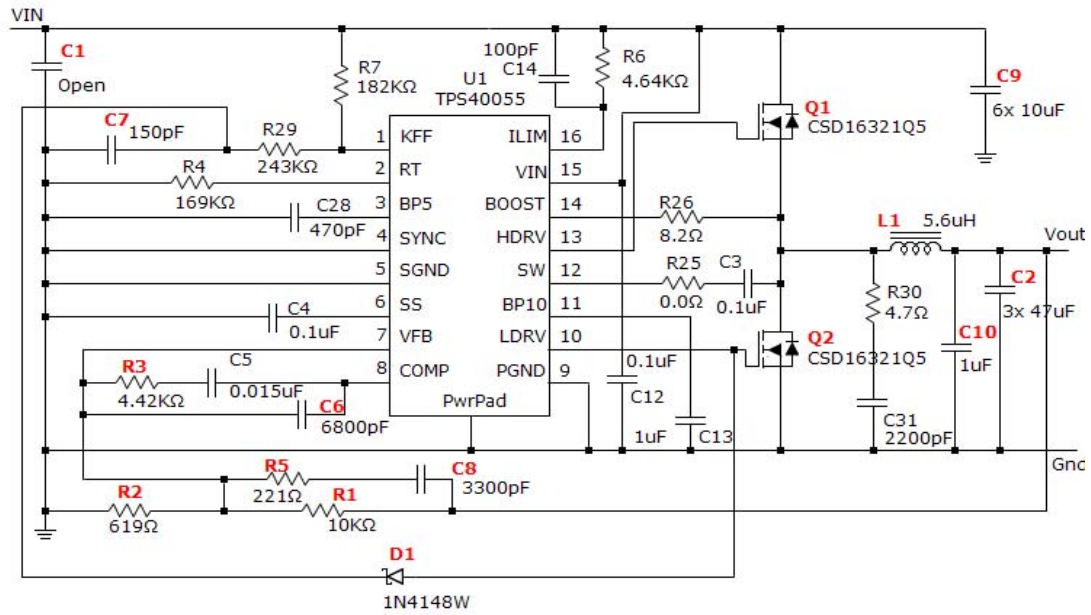 VIN
C1
Open
R7
182KΩ
U1
TPS40055
100pF
C14
R6
4.64KΩ
Q1
CSD16321Q5
C9
6x 10uF
C7
150pF
R29
243KΩ
R4
169KΩ
C28
470pF
C4
0.1uF
1 KFF ILIM 16
2 RT VIN 15
3 BP5 BOOST 14
4 SYNC HDRV 13
5 SGND SW 12
6 SS BP10 11
7 VFB LDRV 10
8 COMP PGND 9
PwrPad
R26
8.2Ω
R25
0.0Ω
C3
0.1uF
L1 5.6uH
Vout
R30
4.7Ω
C2
3x 47uF
C10
1uF
Q2
CSD16321Q5
0.1uF
C12
1uF
C13
C31
2200pF
Gnd
R3
4.42KΩ
C5
0.015uF
C6
6800pF
R5
221Ω
C8
3300pF
R2
619Ω
R1
10KΩ
D1
1N4148W